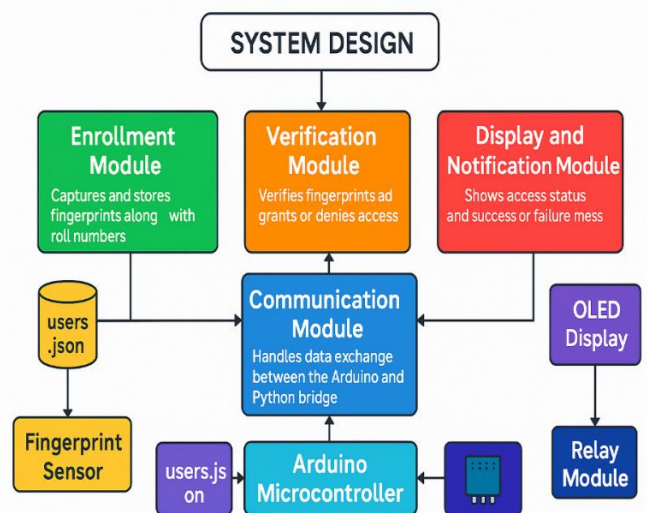 SYSTEM DESIGN
Enrollment
Module
Captures and stores
fingerprints along with
roll numbers
Verification
Module
Verifies fingerprints ad
grants or denies access
Display and
Notification Module
Shows access status
and success or failure mess
users
.json
Communication
Module
Handles data exchange
between the Arduino and
Python bridge
OLED
Display
Fingerprint
Sensor
users.js
on
Arduino
Microcontroller
Relay
Module